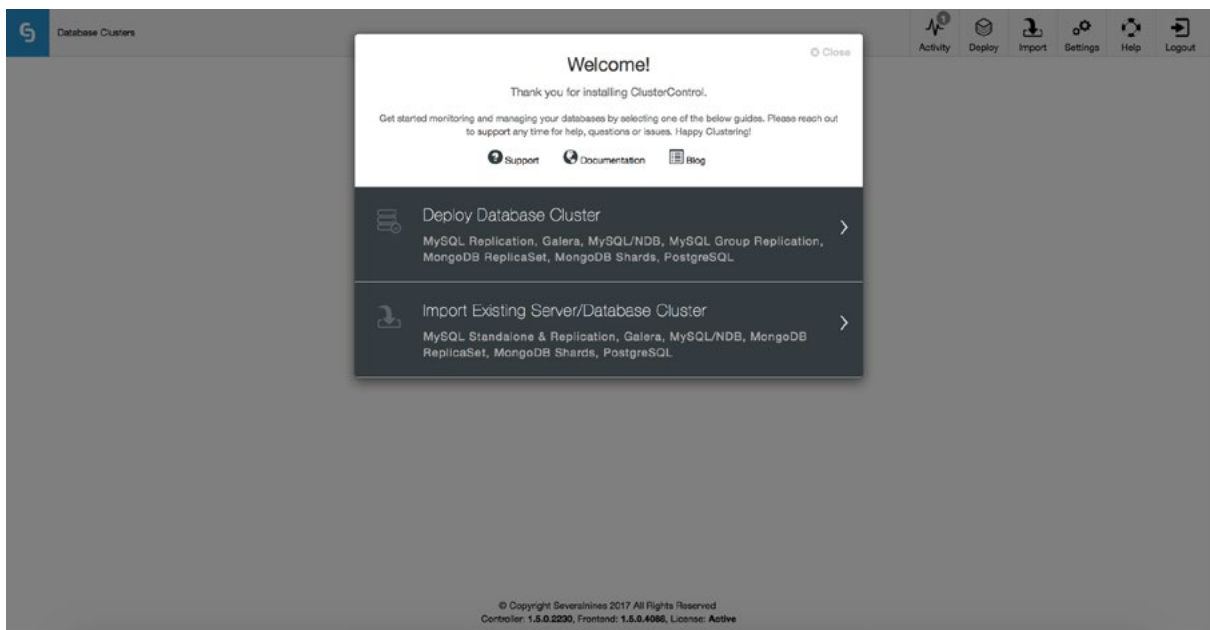 Database Clusters
1
Activity
Deploy
Import
Settings
Help
Logout
Close
Welcome!
Thank you for installing ClusterControl.
Get started monitoring and managing your databases by selecting one of the below guides. Please reach out
to support any time for help, questions or issues. Happy Clustering!
Support Documentation Blog
Deploy Database Cluster
MySQL Replication, Galera, MySQL/NDB, MySQL Group Replication,
MongoDB ReplicaSet, MongoDB Shards, PostgreSQL
Import Existing Server/Database Cluster
MySQL Standalone & Replication, Galera, MySQL/NDB, MongoDB
ReplicaSet, MongoDB Shards, PostgreSQL
© Copyright Severalnines 2017 All Rights Reserved
Controller: 1.5.0.2230, Frontend: 1.5.0.4086, License: Active